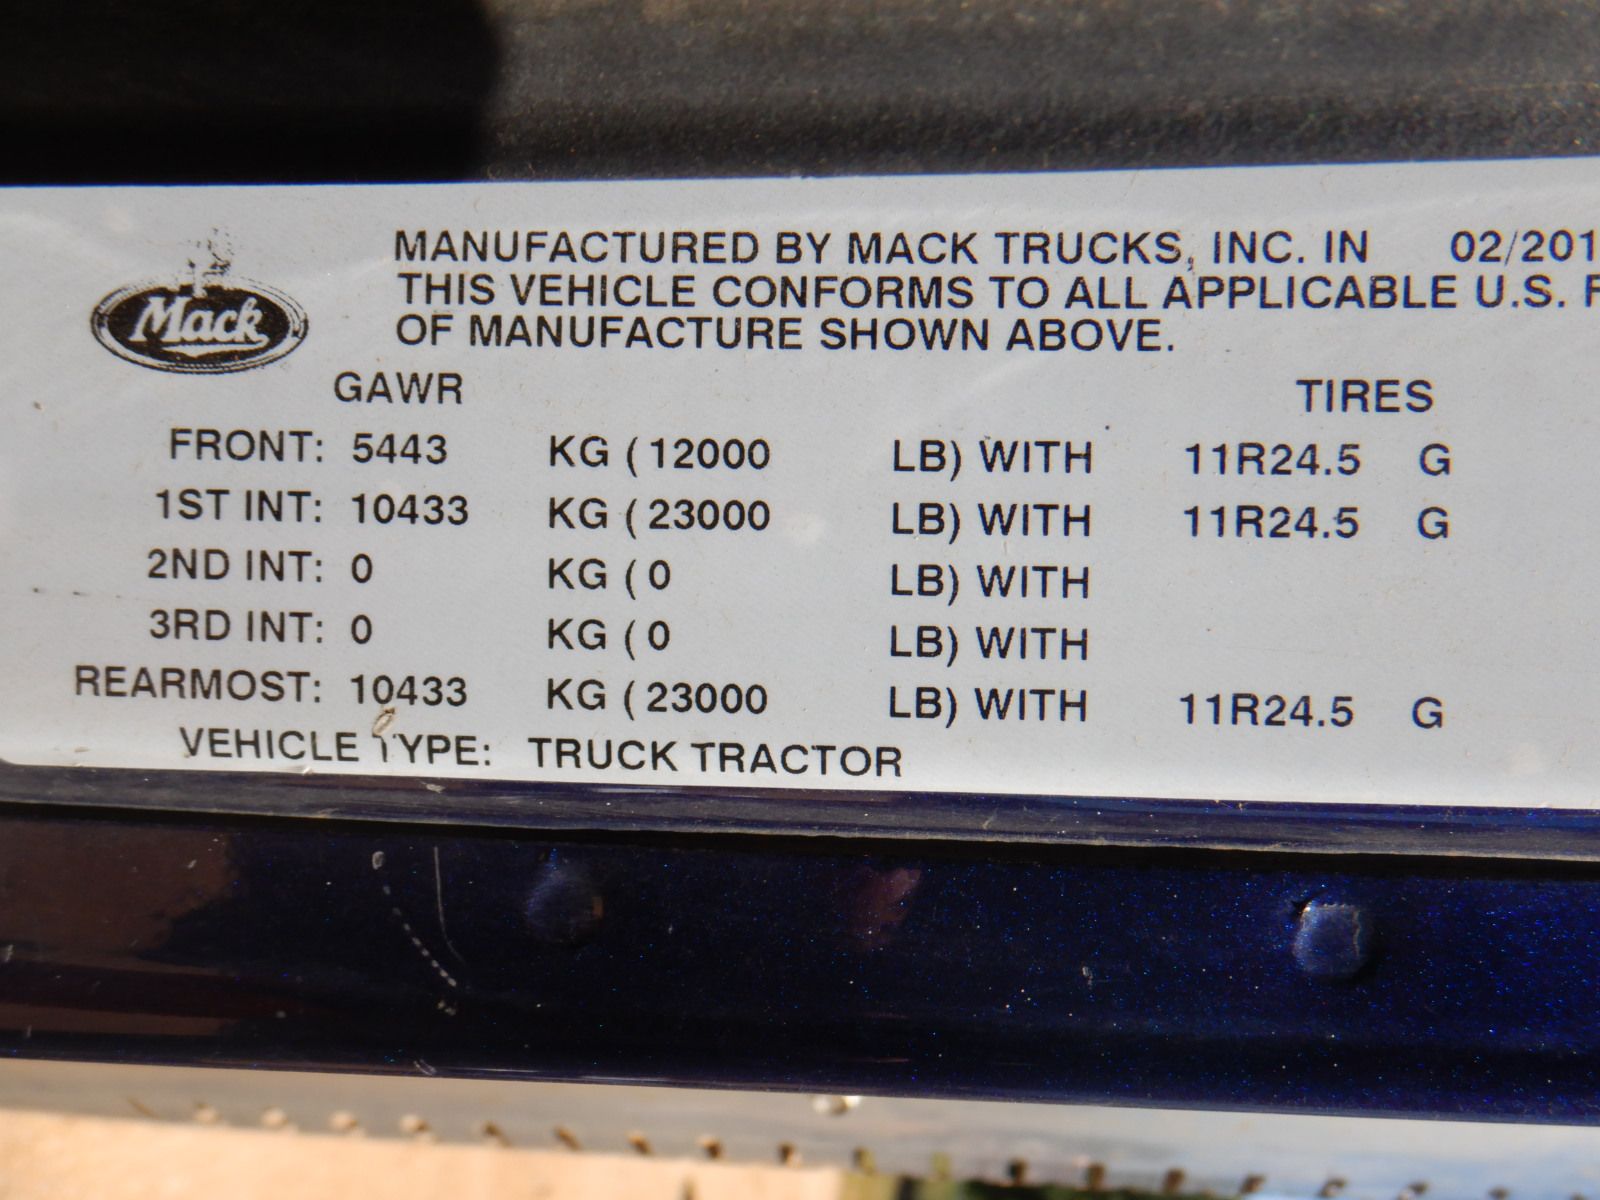 MANUFACTURED BY MACK TRUCKS, INC. IN 02/201
THIS VEHICLE CONFORMS TO ALL APPLICABLE U.S. F
OF MANUFACTURE SHOWN ABOVE.
Mack
GAWR TIRES
FRONT: 5443 KG (12000 LB) WITH 11R24.5 G
1ST INT: 10433 KG (23000 LB) WITH 11R24.5 G
2ND INT: 0 KG (0 LB) WITH
3RD INT: 0 KG (0 LB) WITH
REARMOST: 10433 KG (23000 LB) WITH 11R24.5 G
VEHICLE TYPE: TRUCK TRACTOR